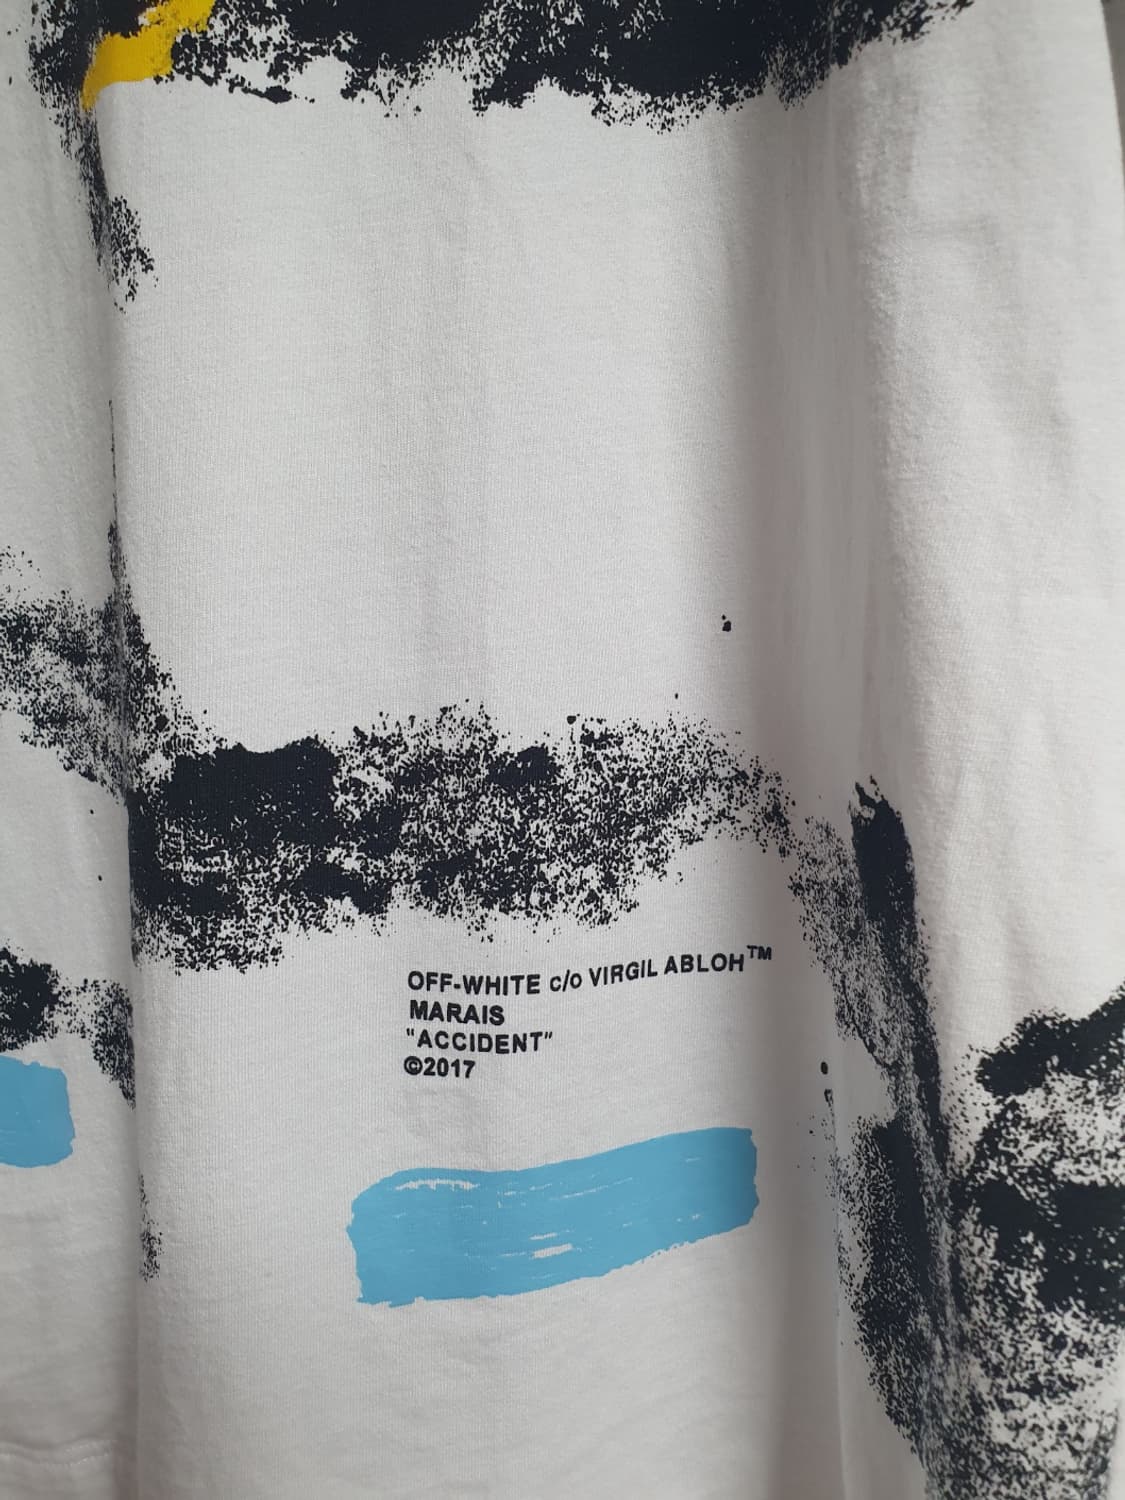 OFF-WHITE c/o VIRGIL ABLOH™
MARAIS
"ACCIDENT"
©2017